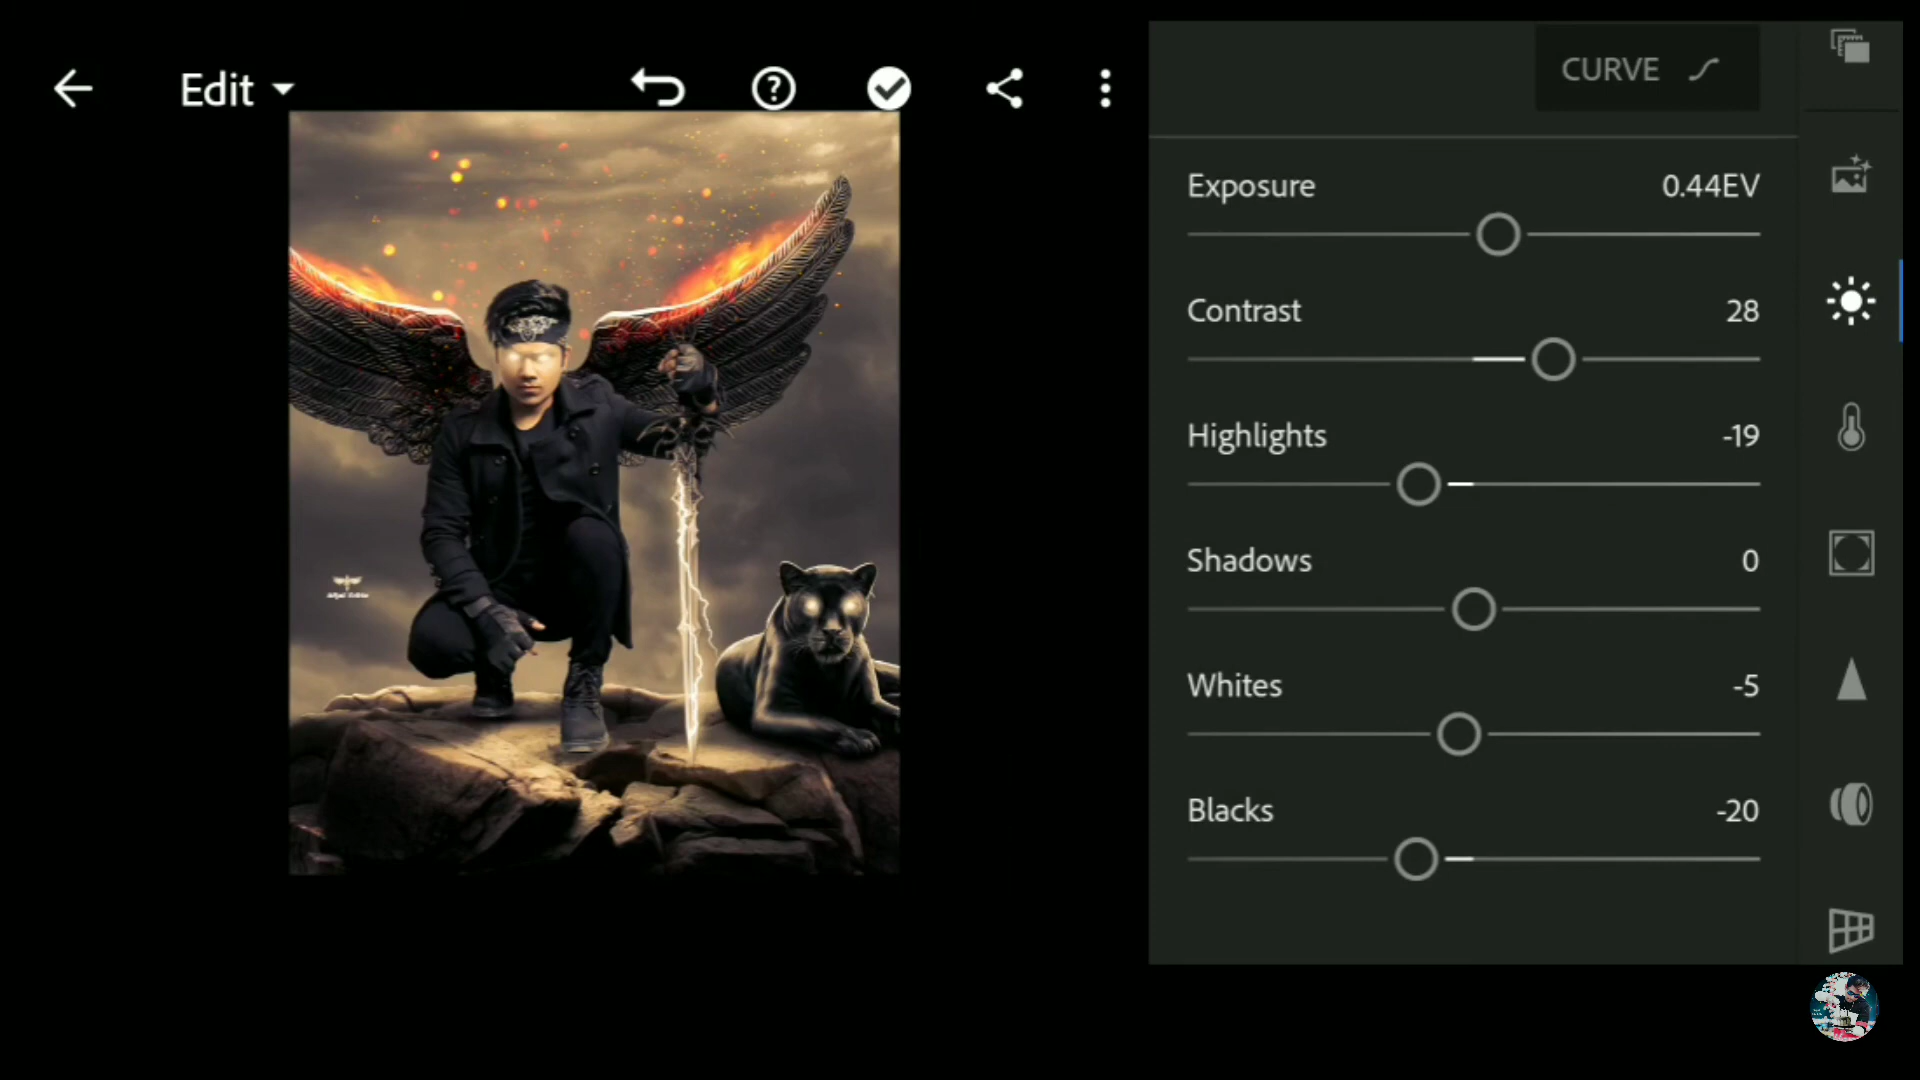 Edit
CURVE
Exposure 0.44EV
Contrast 28
Highlights -19
Shadows 0
Whites -5
Blacks -20